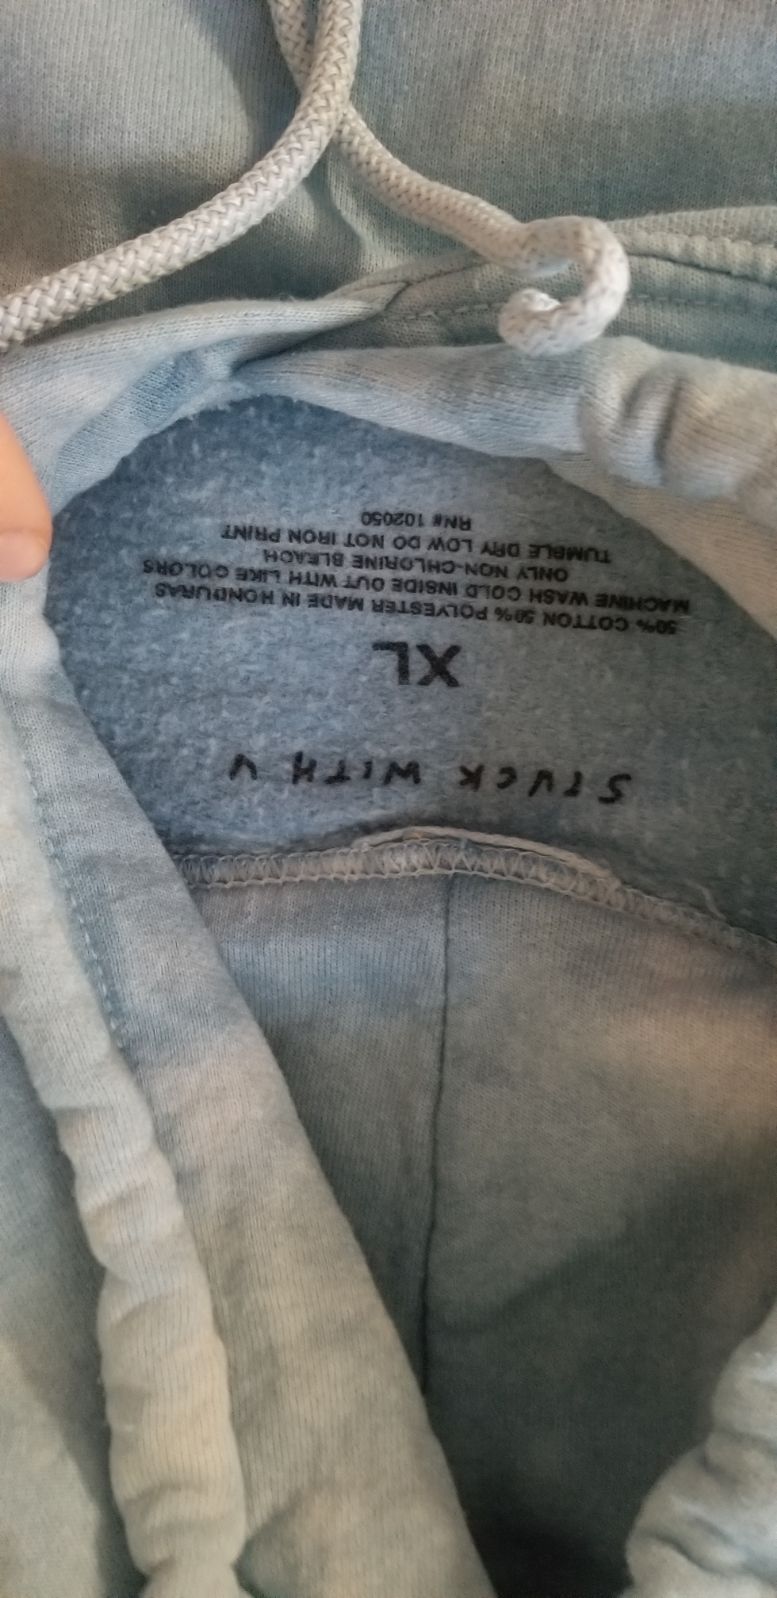 STUCK WITH U
XL
50% COTTON 50% POLYESTER MADE IN HONDURAS
MACHINE WASH COLD INSIDE OUT WITH LIKE COLORS
ONLY NON-CHLORINE BLEACH
TUMBLE DRY LOW DO NOT IRON PRINT
RN# 102050